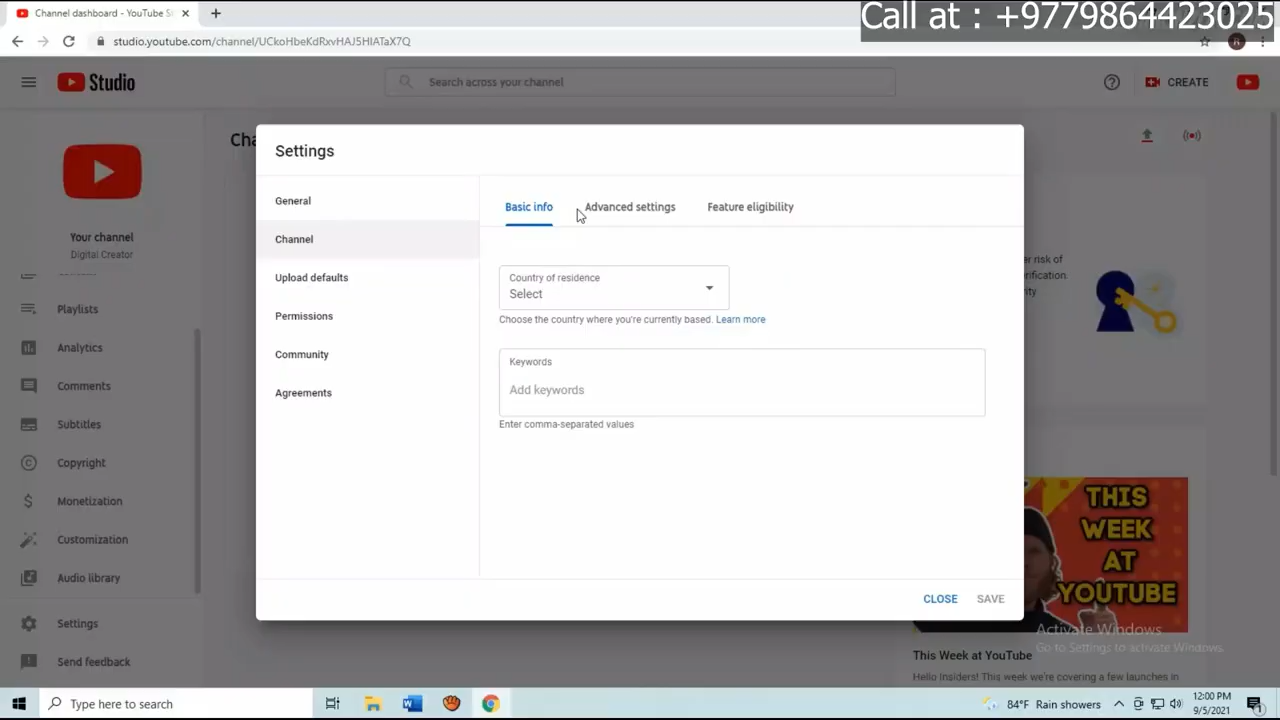 Channel dashboard - YouTube St
Call at : +9779864423025
studio.youtube.com/channel/UCkoHbeKdRxvHAJ5HIATaX7Q
Studio
Search across your channel
CREATE
Cha
Settings
General
Channel
Upload defaults
Permissions
Community
Agreements
Basic info
Advanced settings
Feature eligibility
Country of residence
Select
Choose the country where you're currently based. Learn more
Keywords
Add keywords
Enter comma-separated values
CLOSE
SAVE
Your channel
Digital Creator
Playlists
Analytics
Comments
Subtitles
Copyright
Monetization
Customization
Audio library
Settings
Send feedback
er risk of
erification
THIS
WEEK
AT
YOUTUBE
Activate Windows
Go to Settings to activate Windows.
This Week at YouTube
Hello Insiders! This week we're covering a few launches in
Type here to search
84°F Rain showers
12:00 PM
9/5/2021